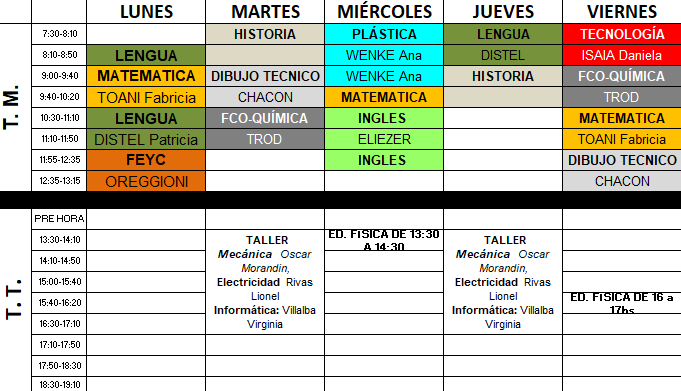 LUNES MARTES MIÉRCOLES JUEVES VIERNES
T. M.
7:30-8:10 HISTORIA PLÁSTICA LENGUA TECNOLOGÍA
8:10-8:50 LENGUA WENKE Ana DISTEL ISAIA Daniela
9:00-9:40 MATEMATICA DIBUJO TECNICO WENKE Ana HISTORIA FCO-QUÍMICA
9:40-10:20 TOANI Fabricia CHACON MATEMATICA TROD
10:30-11:10 LENGUA FCO-QUÍMICA INGLES MATEMATICA
11:10-11:50 DISTEL Patricia TROD ELIEZER TOANI Fabricia
11:55-12:35 FEYC INGLES DIBUJO TECNICO
12:35-13:15 OREGGIONI CHACON
T. T.
PRE HORA
13:30-14:10
14:10-14:50
15:00-15:40
15:40-16:20
16:30-17:10
17:10-17:50
17:50-18:30
18:30-19:10
TALLER
Mecánica Oscar
Morandin,
Electricidad Rivas
Lionel
Informática: Villalba
Virginia
ED. FÍSICA DE 13:30
A 14:30
TALLER
Mecánica Oscar
Morandin,
Electricidad Rivas
Lionel
Informática: Villalba
Virginia
ED. FÍSICA DE 16 a
17hs